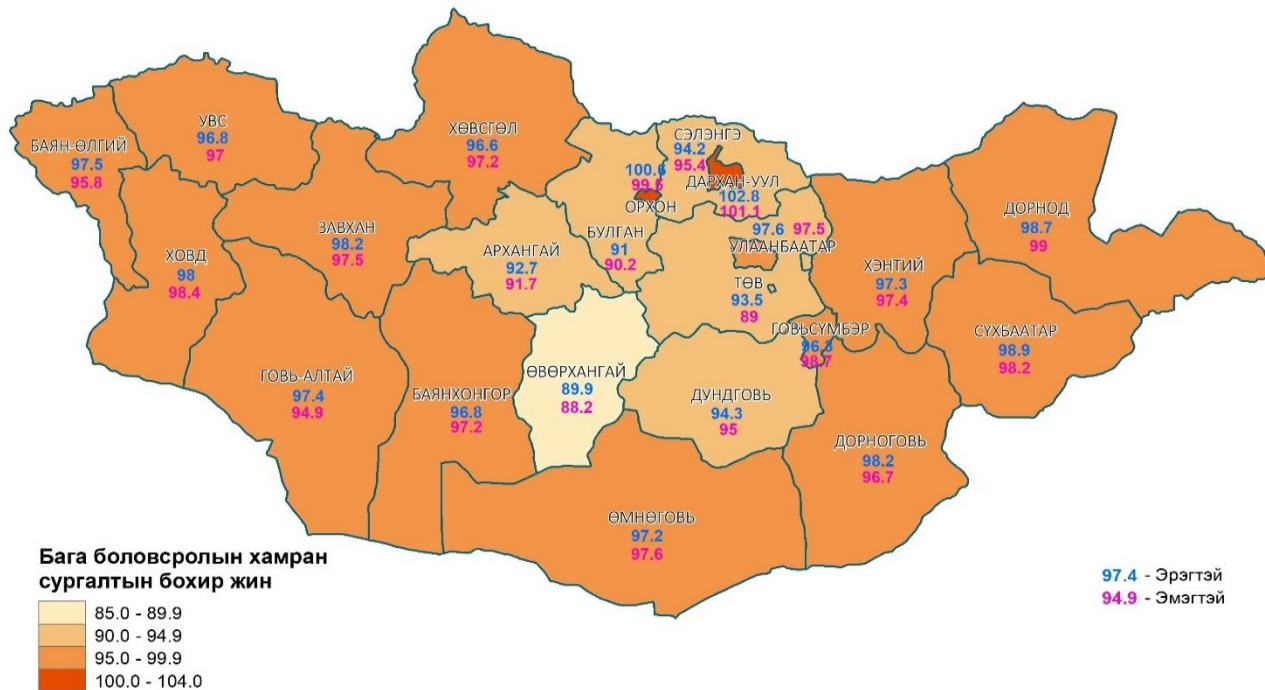 УВС
96.8
97
БАЯН-ӨЛГИЙ
97.5
95.8
ХӨВСГӨЛ
96.6
97.2
СЭЛЭНГЭ
94.2
95.4
100.6
99.5
ОРХОН
ДАРХАН-УУЛ
102.8
101.1
ХОВД
98
98.4
ЗАВХАН
98.2
97.5
АРХАНГАЙ
92.7
91.7
БУЛГАН
91
90.2
97.6 97.5
УЛААНБААТАР
ТӨВ
93.5
89
ХЭНТИЙ
97.3
97.4
ДОРНОД
98.7
99
ГОВЬСҮМБЭР
96.3
98.7
СҮХБААТАР
98.9
98.2
ГОВЬ-АЛТАЙ
97.4
94.9
БАЯНХОНГОР
96.8
97.2
ӨВӨРХАНГАЙ
89.9
88.2
ДУНДГОВЬ
94.3
95
ДОРНОГОВЬ
98.2
96.7
ӨМНӨГОВЬ
97.2
97.6
Бага боловсролын хамран
сургалтын бохир жин
85.0 - 89.9
90.0 - 94.9
95.0 - 99.9
100.0 - 104.0
97.4 - Эрэгтэй
94.9 - Эмэгтэй